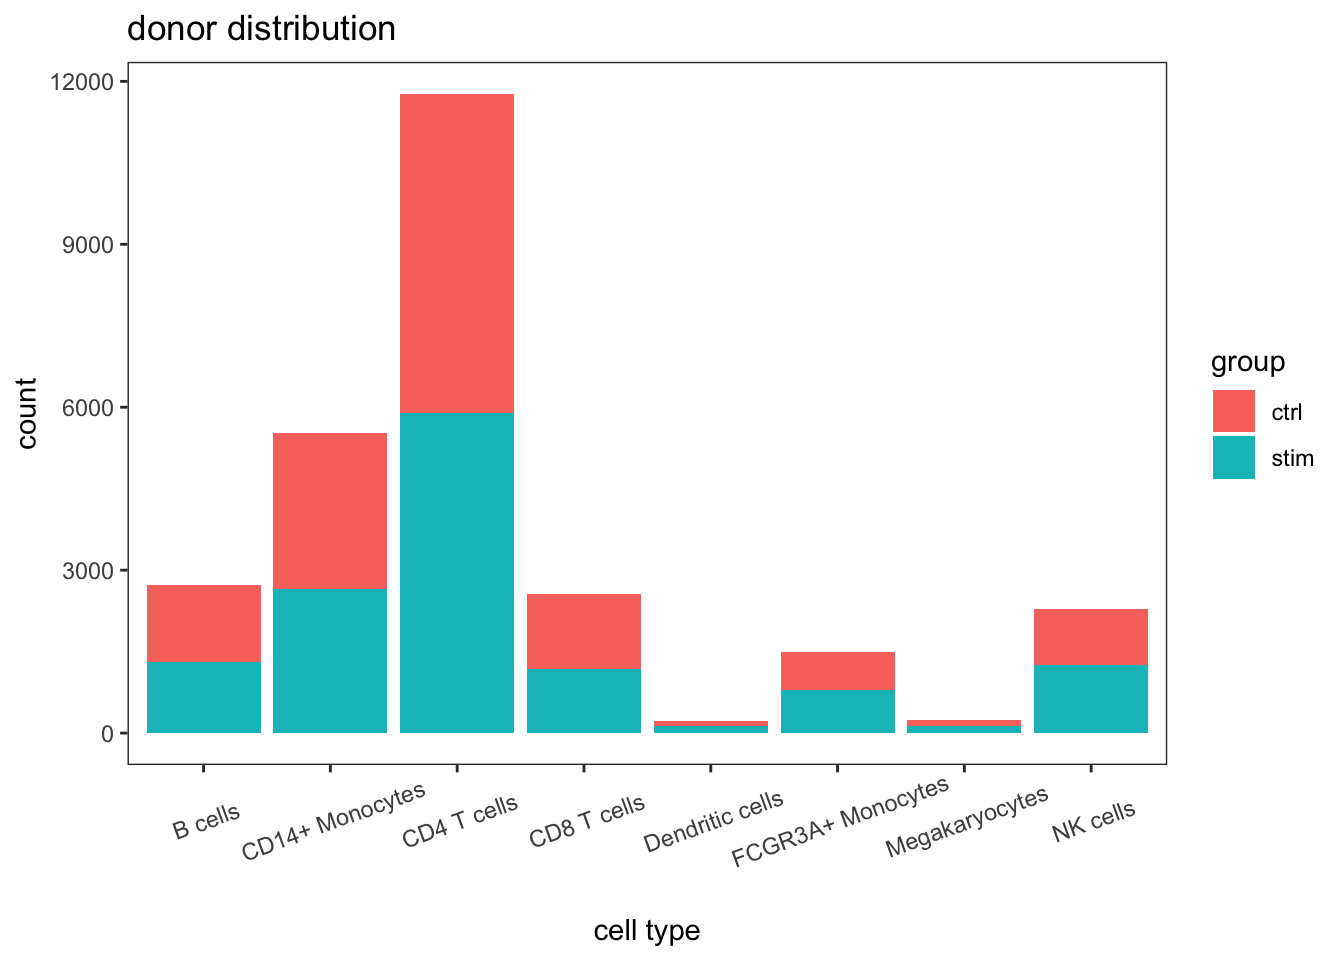 donor distribution
12000
9000
6000
3000
0
count
B cells
CD14+ Monocytes
CD4 T cells
CD8 T cells
Dendritic cells
FCGR3A+ Monocytes
Megakaryocytes
NK cells
cell type
group
ctrl
stim